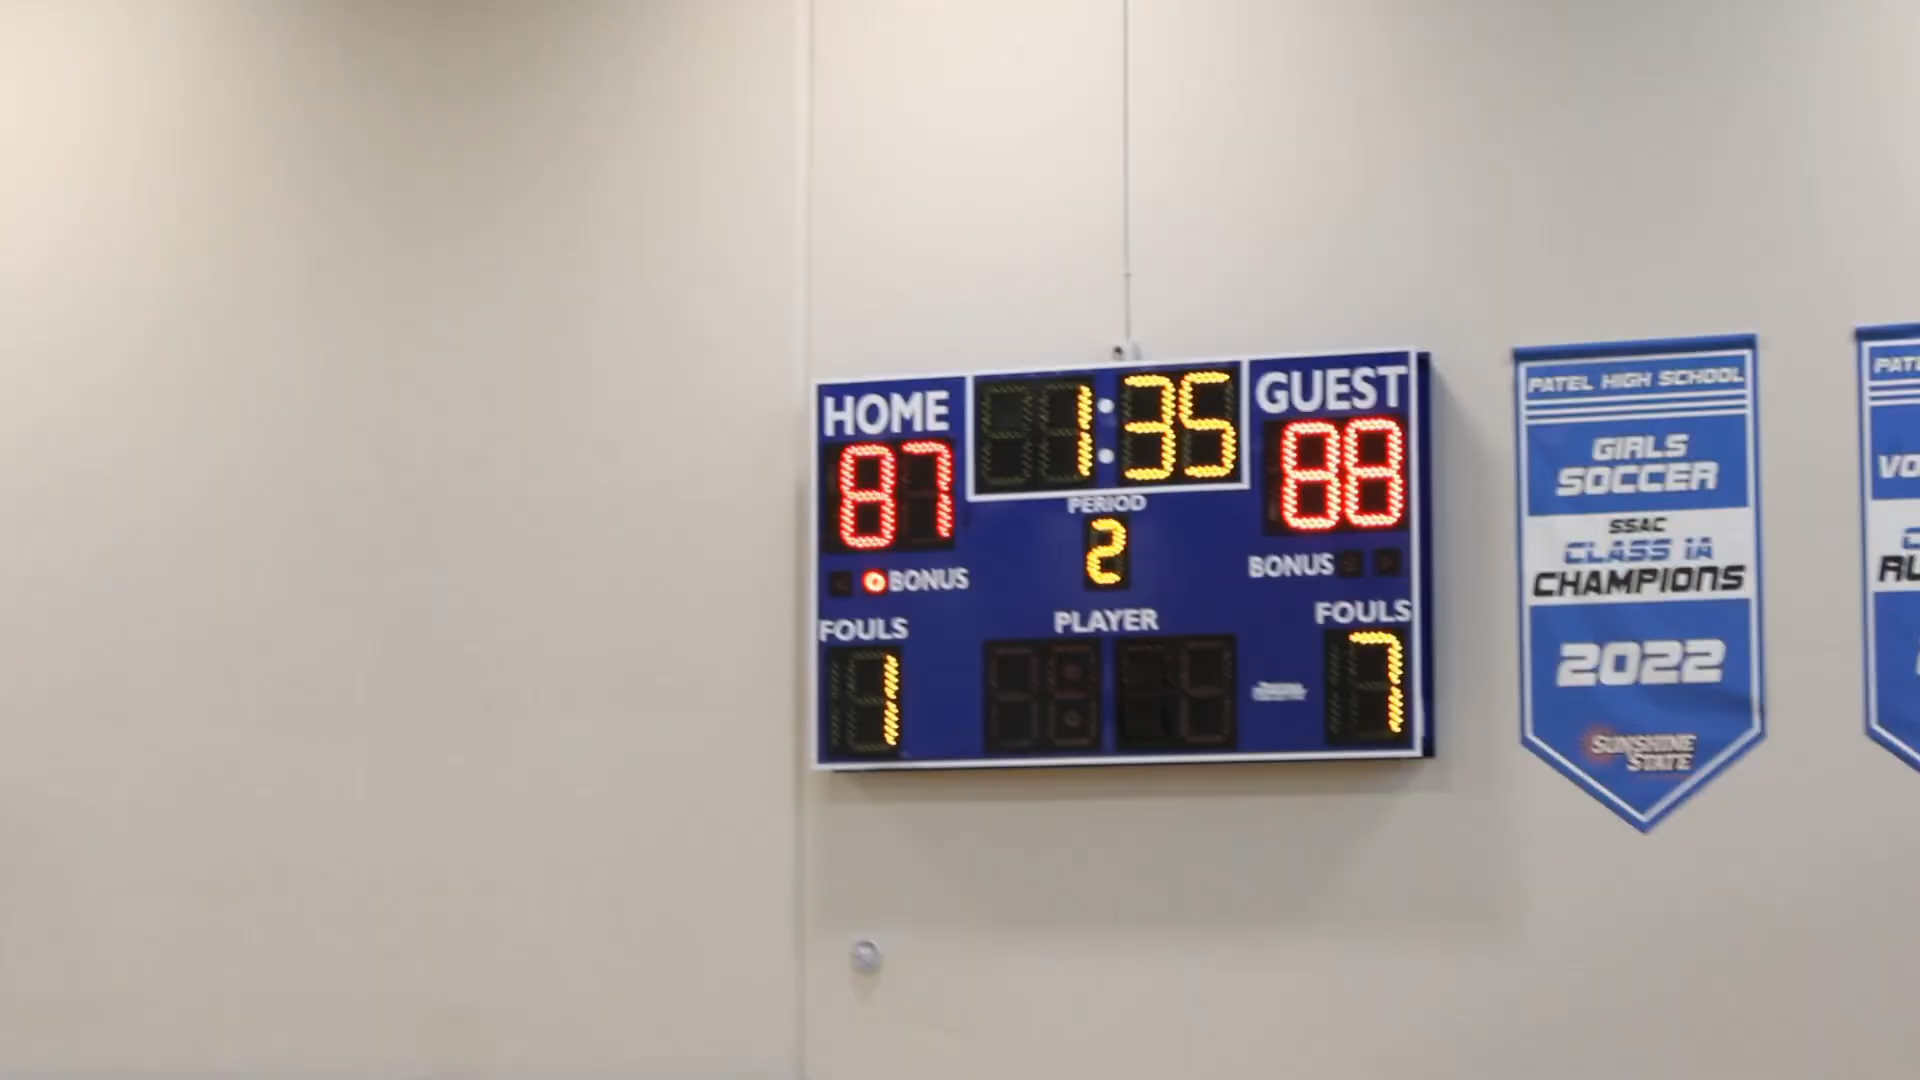 HOME
1:35
GUEST
87
88
PERIOD
2
BONUS
BONUS
FOULS
PLAYER
FOULS
1
7
PATEL HIGH SCHOOL
GIRLS
SOCCER
SSAC
CLASS 1A
CHAMPIONS
2022
SUNSHINE
STATE